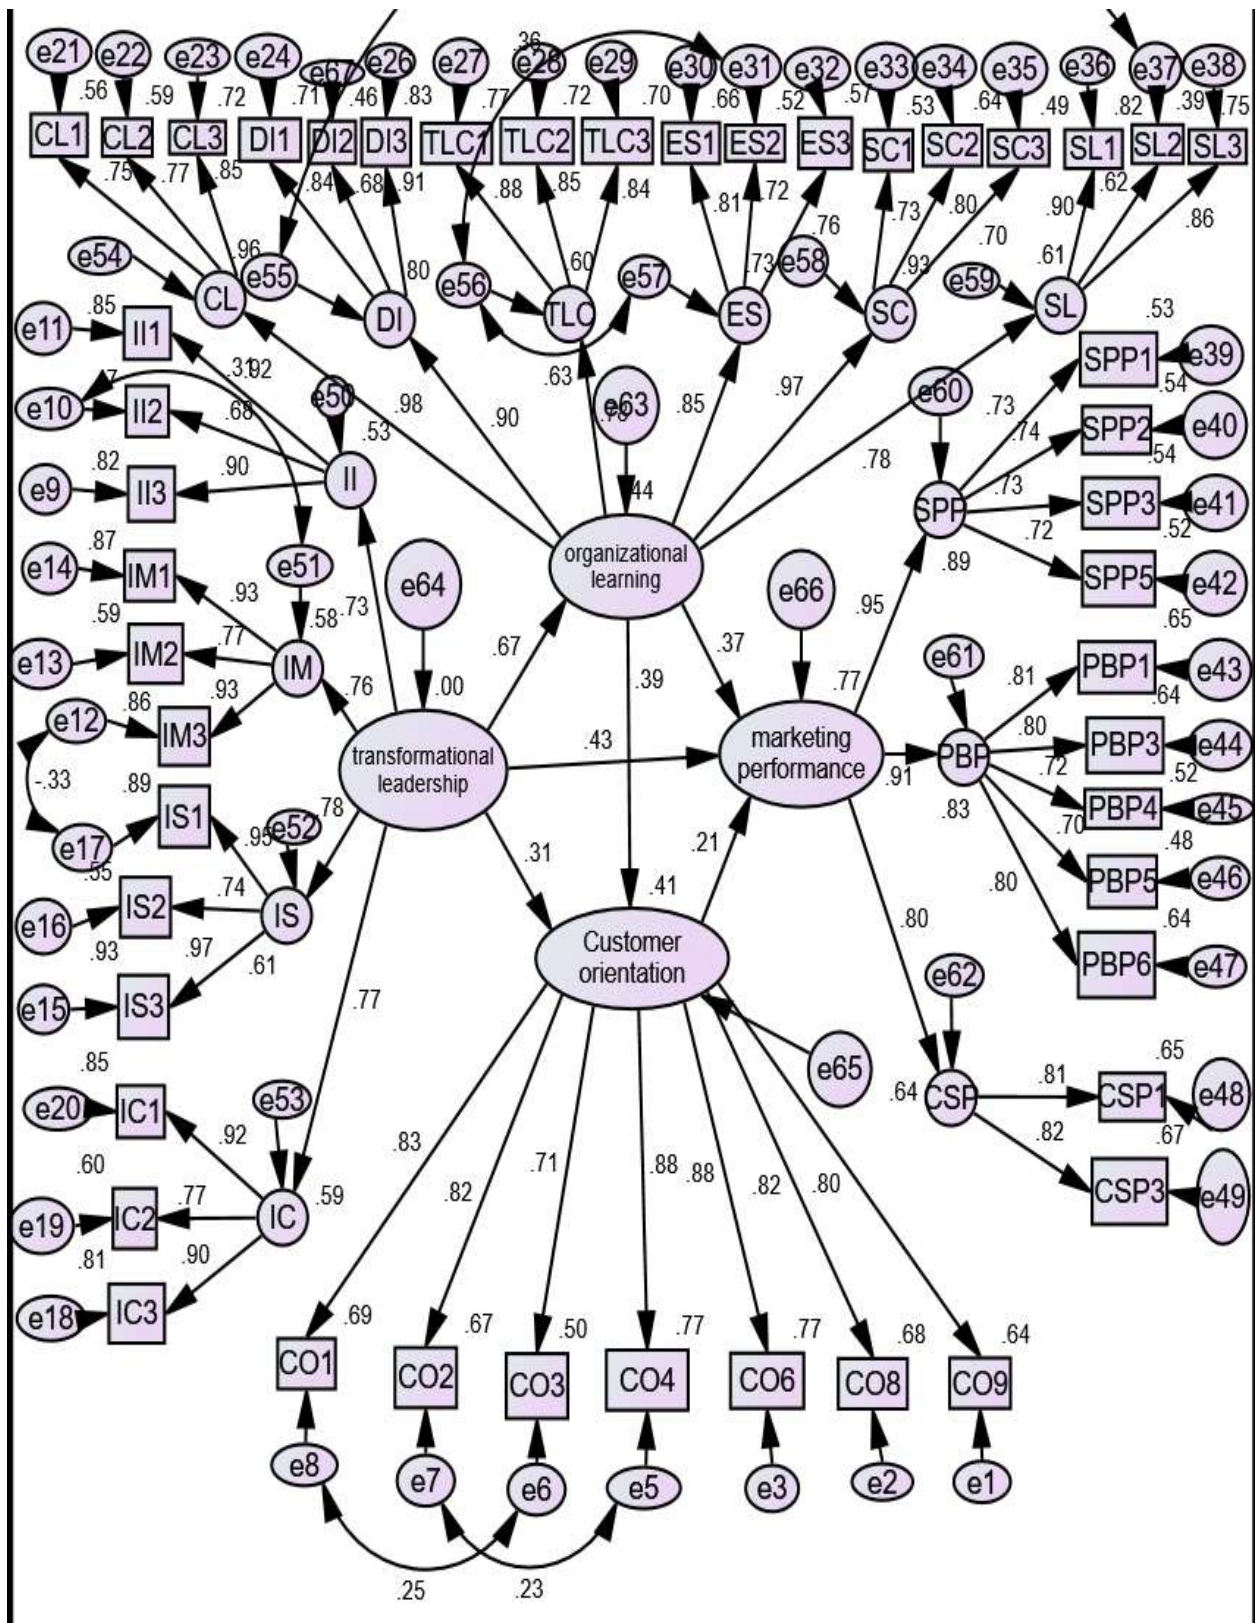 e21 e22 e23 e24 e67 e26 e27 .36 e28 e29 e30 e31 e32 e33 e34 e35 e36 e37 e38
.56 .59 .72 .71 .46 .83 .77 .72 .70 .66 .52 .57 .53 .64 .49 .82 .39 .75
CL1 CL2 CL3 DI1 DI2 DI3 TLC1 TLC2 TLC3 ES1 ES2 ES3 SC1 SC2 SC3 SL1 SL2 SL3
.75 .77 .85 .84 .68 .91 .88 .85 .84 .81 .72 .76 .73 .80 .70 .90 .62 .86
e54 .96 e55 .80 e56 .60 e57 .73 e58 .93 e59 .61
CL DI TLC ES SC SL
e11 .85 II1 .53 SPP1 e39
.31 .92 .63 e63 .97 e60 .73 .54
e10 II2 .68 e50 .98 .90 .85 .74 SPP2 e40
.53 .78 .54
e9 .82 II3 .90 II .44 SPP .73 SPP3 e41
.72 .52
e14 .87 IM1 e51 e64 organizational
learning
e66 .89 SPP5 e42
.93 .58 .73 .95 .65
.59 .77 .67 .37
e13 IM2 IM .39 e61 .81 PBP1 e43
.93 .76 .00 .77 .64
e12 .86 IM3 transformational
leadership
.43 marketing
performance
.91 PBP .80 PBP3 e44
-.33 .72 .52
.89 IS1 .78 .83 PBP4 e45
e17 .95 e52 .31 .21 .70 .48
.55 .74 .80 PBP5 e46
e16 IS2 IS .41 .80 .64
.93 .97 .61 Customer
orientation
e62 PBP6 e47
e15 IS3 .77
.85 e65 .65
e20 IC1 e53 .64 CSP .81 CSP1 e48
.92 .83 .71 .88 .88 .82 .80 .82 .67
.60 .77 .59 .82 CSP3 e49
e19 IC2 IC
.81 .90
e18 IC3
.69 .67 .50 .77 .77 .68 .64
CO1 CO2 CO3 CO4 CO6 CO8 CO9
e8 e7 e6 e5 e3 e2 e1
.25 .23